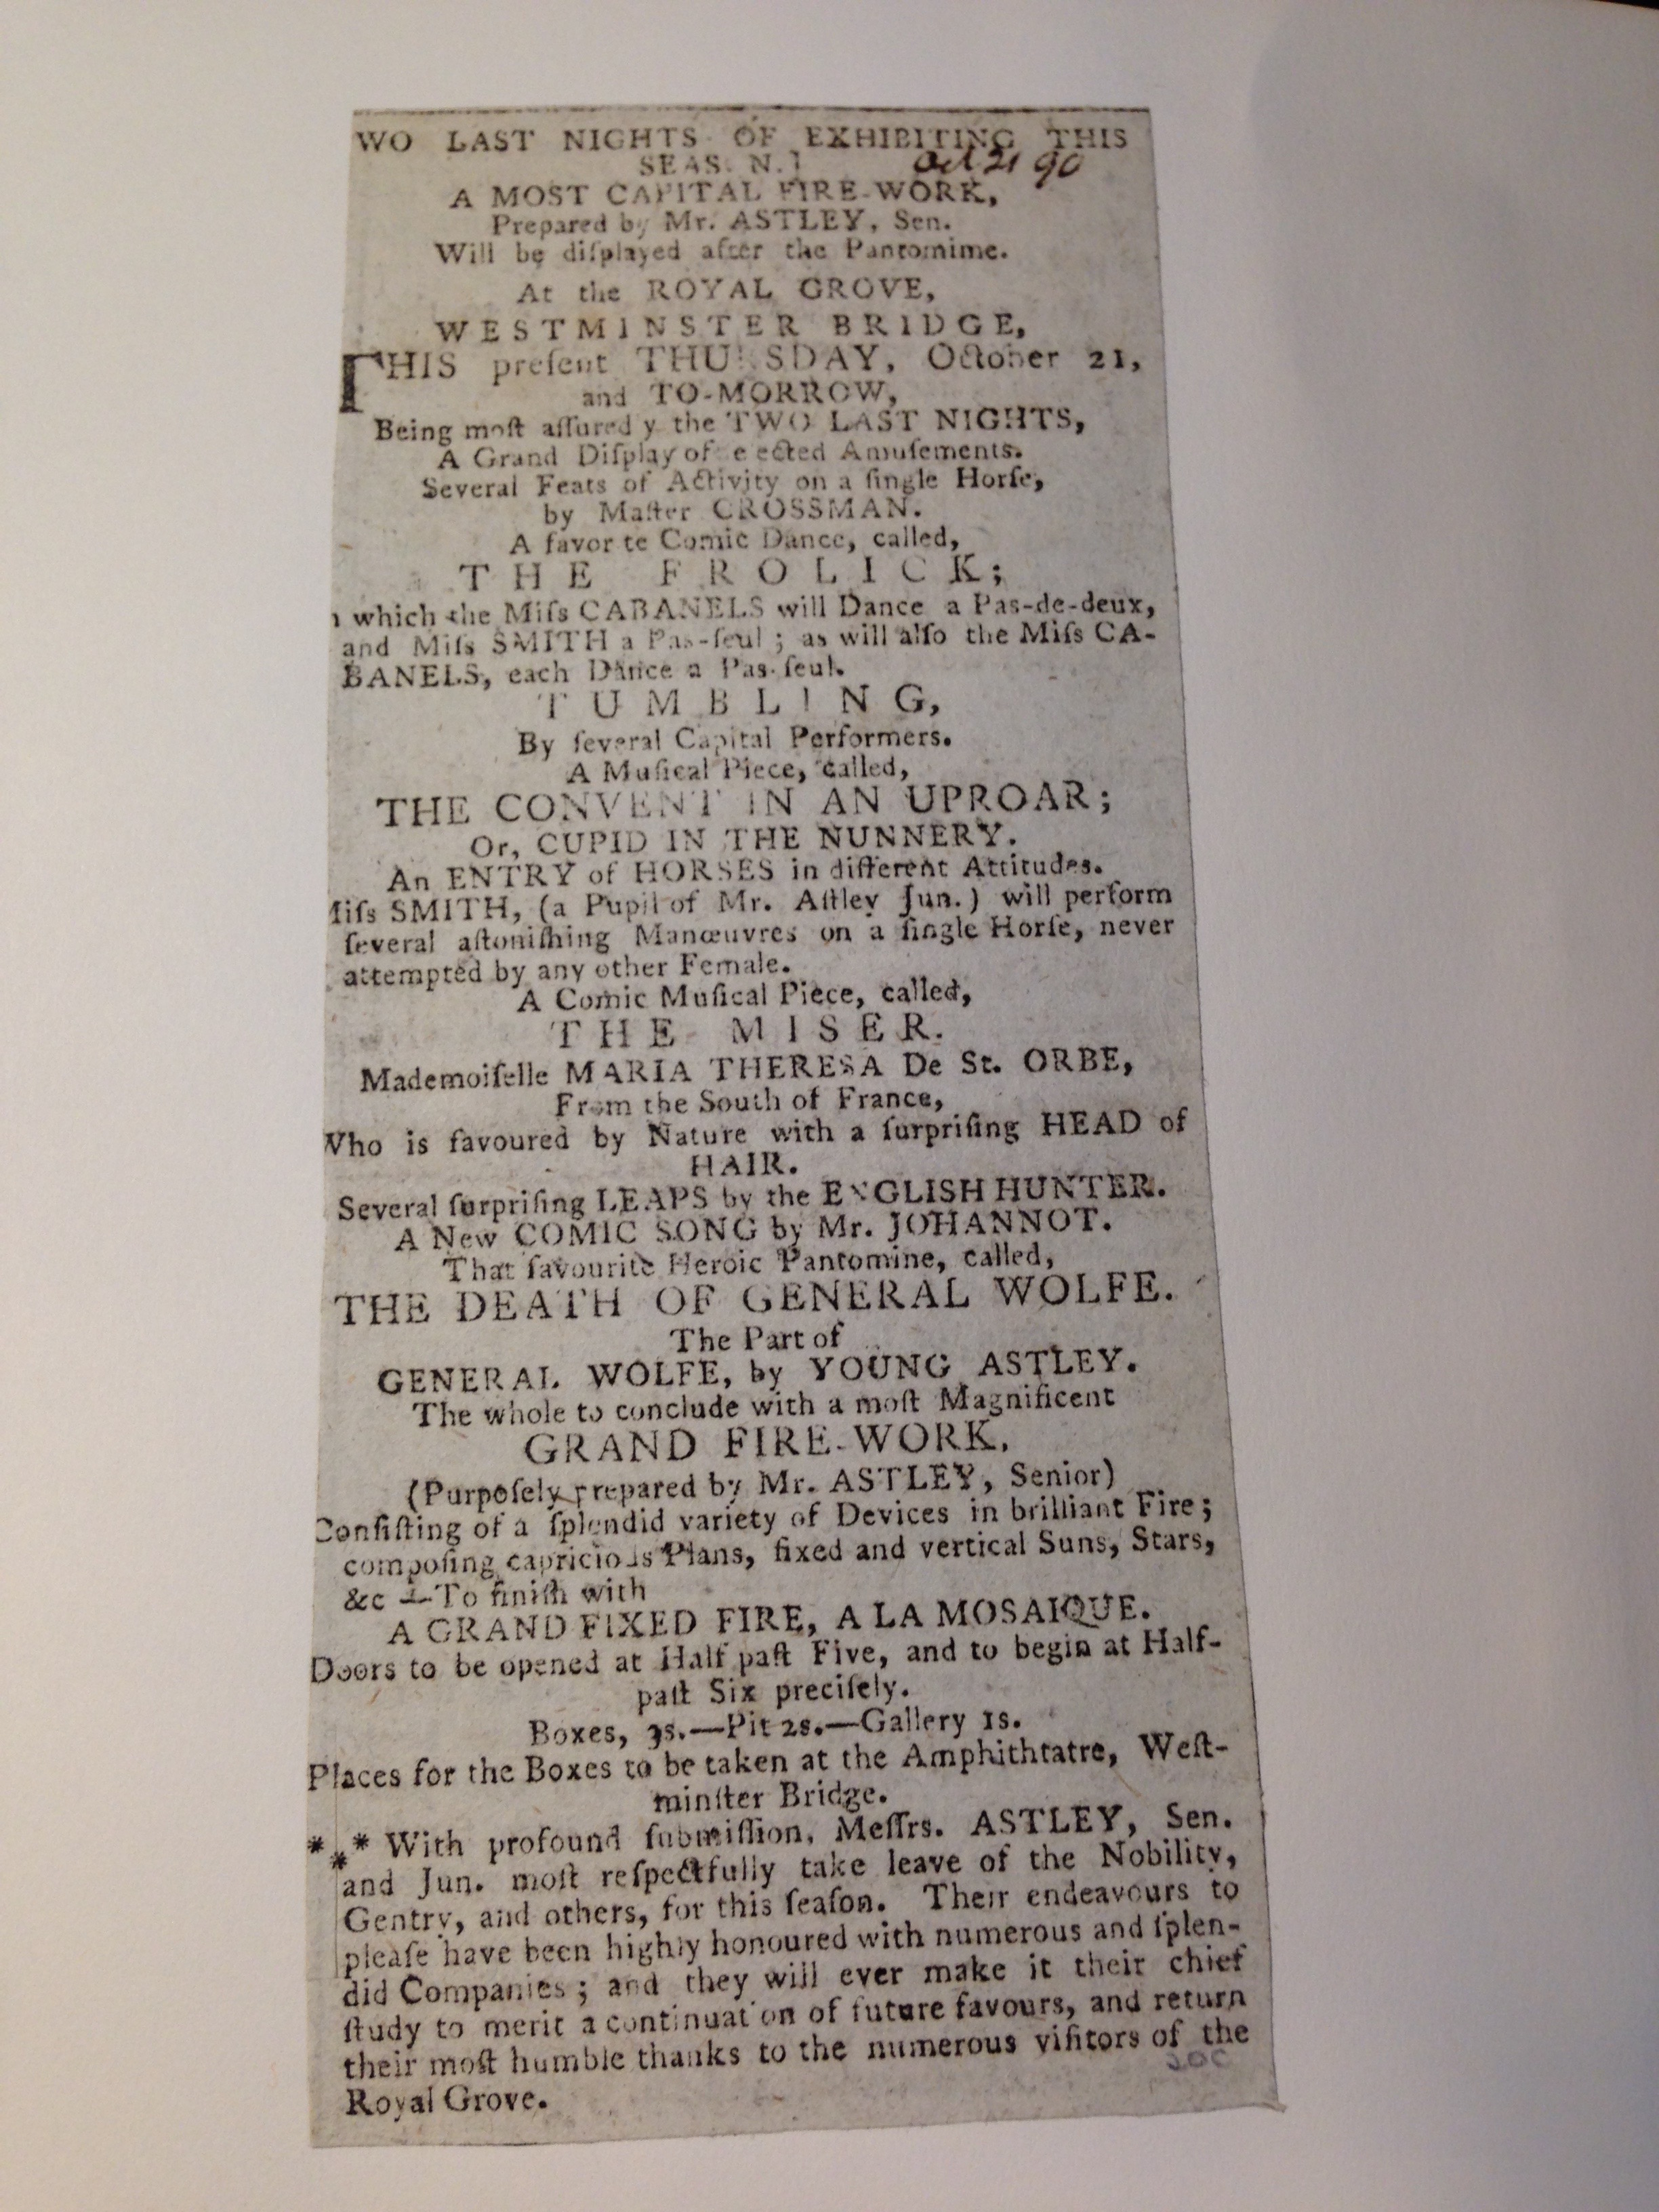 WO LAST NIGHTS OF EXHIBITING THIS
SEAS N.]
Oct 21 90
A MOST CAPITAL FIRE-WORK,
Prepared by Mr. ASTLEY, Sen.
Will be diſplayed after the Pantomime.
At the ROYAL GROVE,
WESTMINSTER BRIDGE,
THIS preſent THURSDAY, October 21,
and TO-MORROW,
Being moſt aſſured y the TWO LAST NIGHTS,
A Grand Diſplay of e ected Amuſements.
Several Feats of Activity on a ſingle Horſe,
by Maſter CROSSMAN.
A favor te Comic Dance, called,
THE FROLICK;
n which the Miſs CABANELS will Dance a Pas-de-deux,
and Miſs SMITH a Pas-ſeul; as will alſo the Miſs CA-
BANELS, each Dance a Pas-ſeul.
TUMBLING,
By ſeveral Capital Performers.
A Muſical Piece, called,
THE CONVENT IN AN UPROAR;
Or, CUPID IN THE NUNNERY.
An ENTRY of HORSES in different Attitudes.
Miſs SMITH, (a Pupil of Mr. Aſtley Jun.) will perform
ſeveral aſtoniſhing Manœuvres on a ſingle Horſe, never
attempted by any other Female.
A Comic Muſical Piece, called,
THE MISER.
Mademoiſelle MARIA THERESA De St. ORBE,
From the South of France,
Who is favoured by Nature with a ſurpriſing HEAD of
HAIR.
Several ſurpriſing LEAPS by the ENGLISH HUNTER.
A New COMIC SONG by Mr. JOHANNOT.
That favourite Heroic Pantomine, called,
THE DEATH OF GENERAL WOLFE.
The Part of
GENERAL WOLFE, by YOUNG ASTLEY.
The whole to conclude with a moſt Magnificent
GRAND FIRE-WORK,
(Purpoſely prepared by Mr. ASTLEY, Senior)
Conſiſting of a ſplendid variety of Devices in brilliant Fire;
compoſing capricious Plans, fixed and vertical Suns, Stars,
&c —To finiſh with
A GRAND FIXED FIRE, A LA MOSAIQUE.
Doors to be opened at Half paſt Five, and to begin at Half-
paſt Six preciſely.
Boxes, 3s.—Pit 2s.—Gallery 1s.
Places for the Boxes to be taken at the Amphithtatre, Weſt-
minſter Bridge.
*** With profound ſubmiſſion, Meſſrs. ASTLEY, Sen.
and Jun. moſt reſpectfully take leave of the Nobility,
Gentry, and others, for this ſeaſon. Their endeavours to
pleaſe have been highly honoured with numerous and ſplen-
did Companies; and they will ever make it their chief
ſtudy to merit a continuation of future favours, and return
their moſt humble thanks to the numerous viſitors of the
Royal Grove.